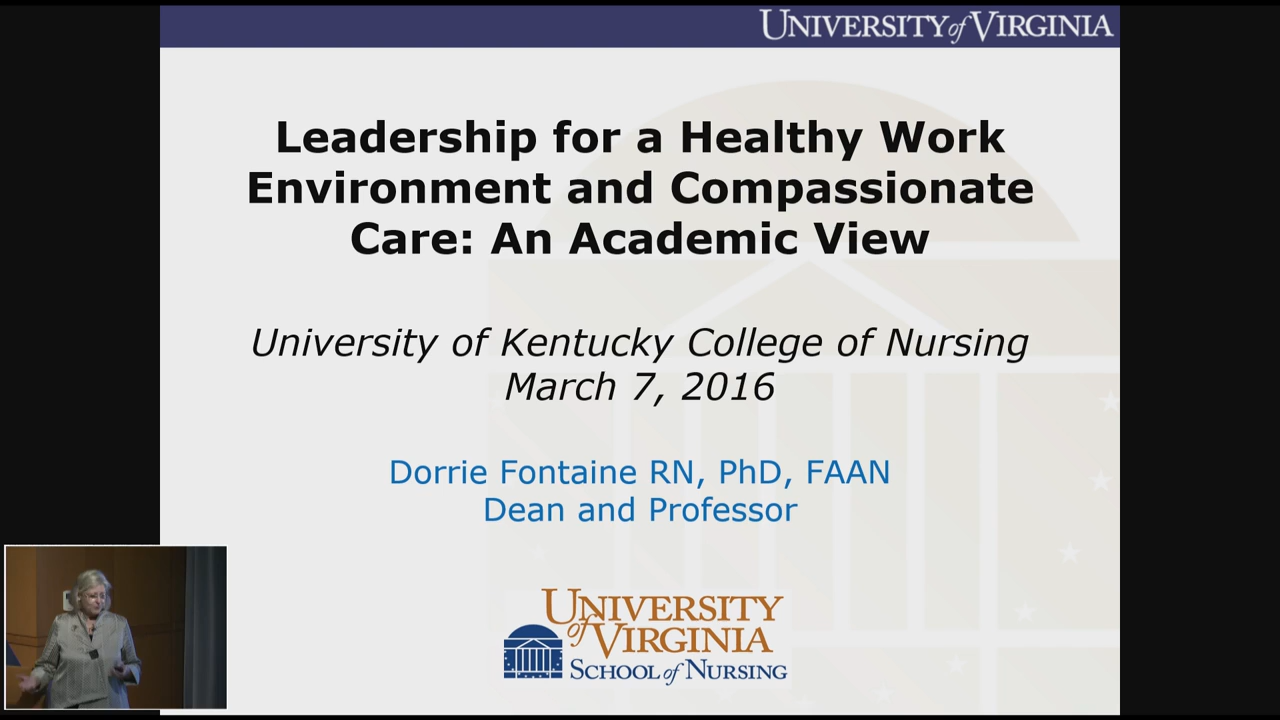 UNIVERSITY of VIRGINIA
Leadership for a Healthy Work
Environment and Compassionate
Care: An Academic View
University of Kentucky College of Nursing
March 7, 2016
Dorrie Fontaine RN, PhD, FAAN
Dean and Professor
UNIVERSITY
of VIRGINIA
SCHOOL of NURSING